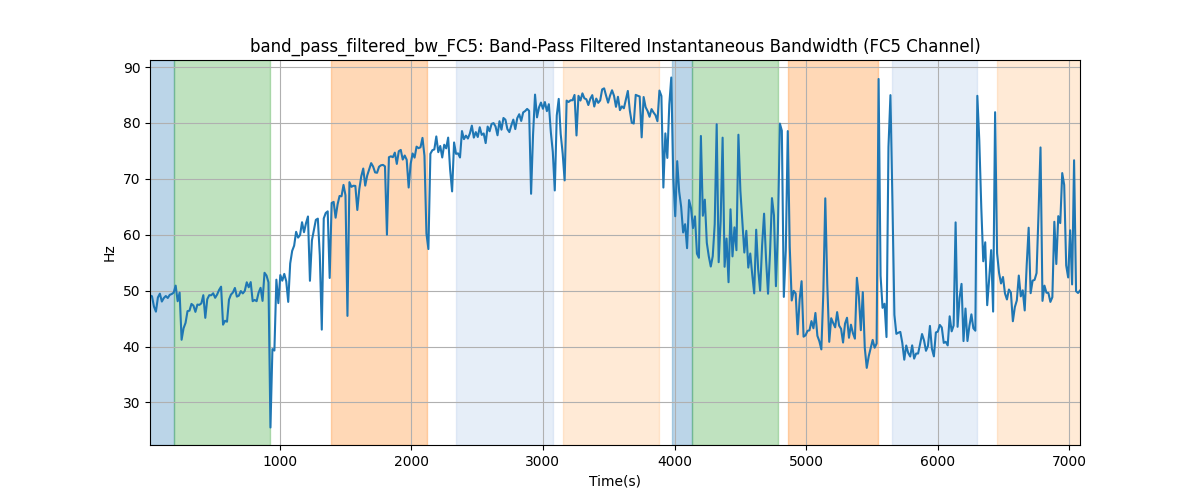 band_pass_filtered_bw_FC5: Band-Pass Filtered Instantaneous Bandwidth (FC5 Channel)
90
80
70
60
50
40
30
Hz
1000 2000 3000 4000 5000 6000 7000
Time(s)